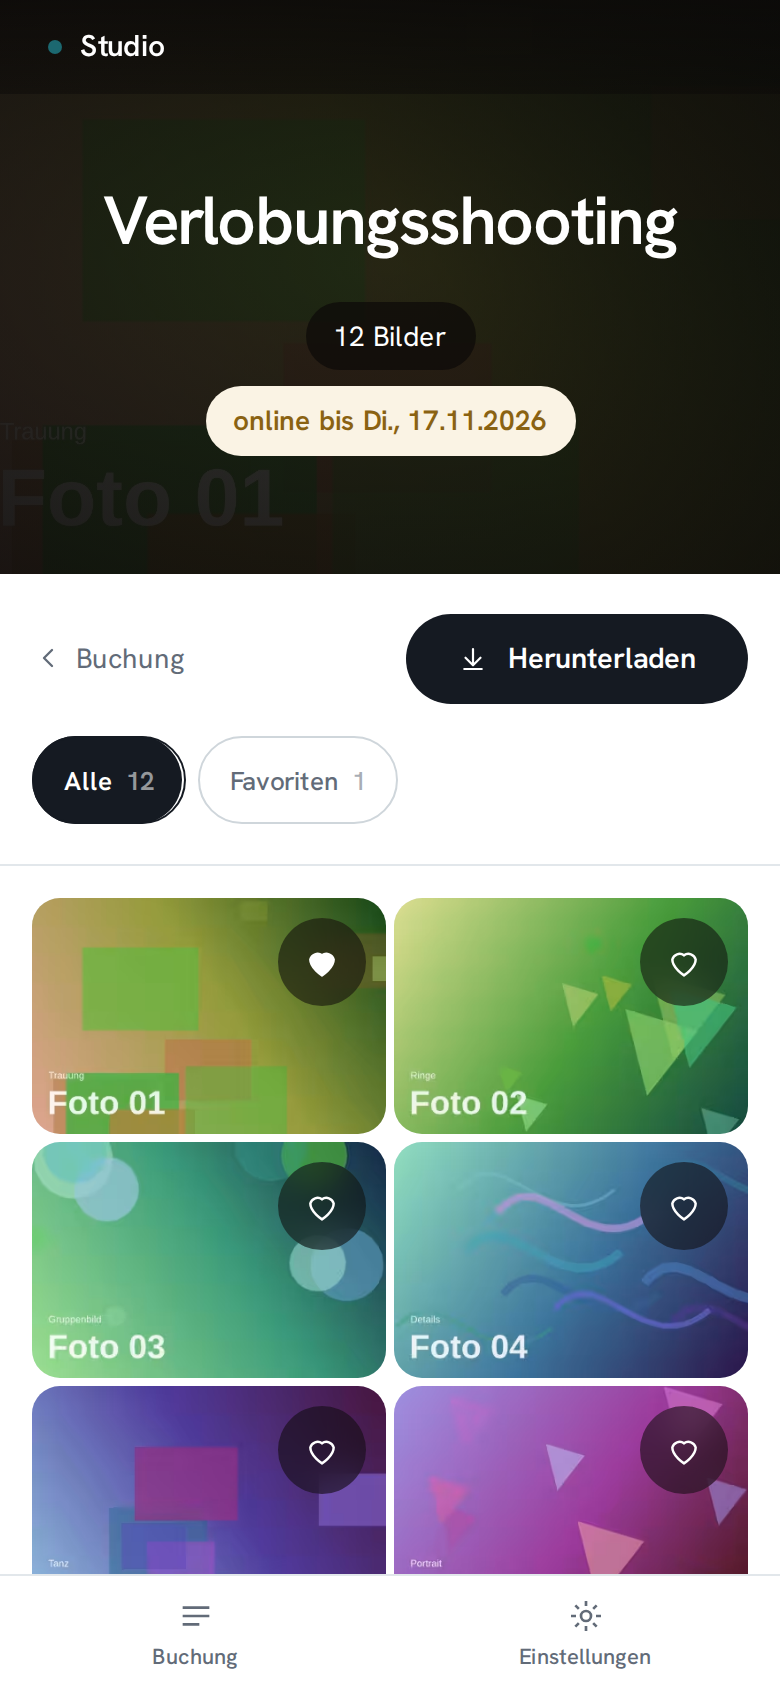 Studio
Verlobungsshooting
12 Bilder
online bis Di., 17.11.2026
Trauung
Foto 01
Buchung
Herunterladen
Alle 12
Favoriten 1
Trauung
Foto 01
Ringe
Foto 02
Gruppenbild
Foto 03
Details
Foto 04
Tanz
Portrait
Buchung
Einstellungen